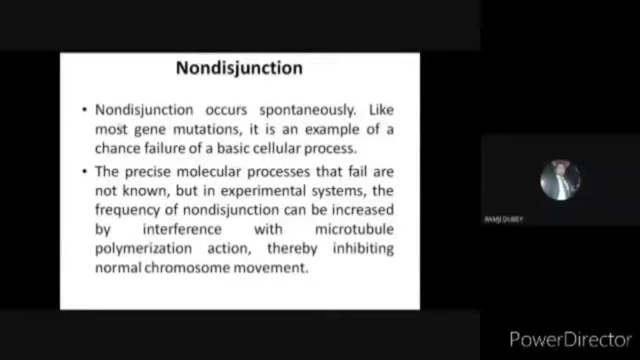 Nondisjunction
• Nondisjunction occurs spontaneously. Like
most gene mutations, it is an example of a
chance failure of a basic cellular process.
• The precise molecular processes that fail are
not known, but in experimental systems, the
frequency of nondisjunction can be increased
by interference with microtubule
polymerization action, thereby inhibiting
normal chromosome movement.
RAMJI DUBEY
PowerDirector